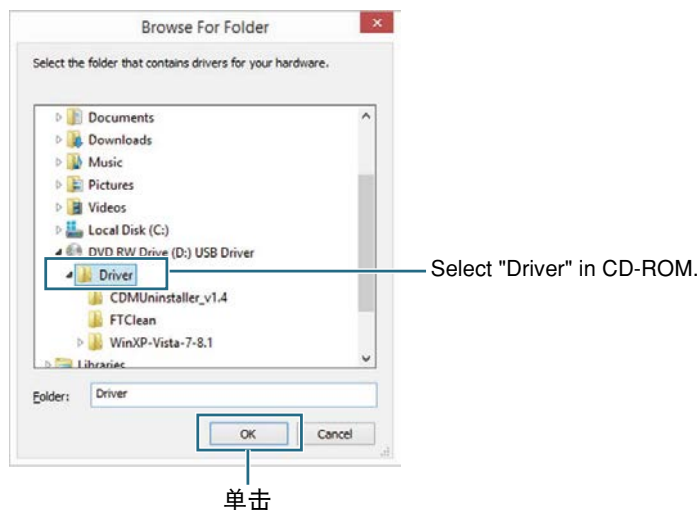 Browse For Folder
Select the folder that contains drivers for your hardware.
Documents
Downloads
Music
Pictures
Videos
Local Disk (C:)
DVD RW Drive (D:) USB Driver
Driver
Select "Driver" in CD-ROM.
CDMUninstaller_v1.4
FTClean
WinXP-Vista-7-8.1
Libraries
Folder: Driver
OK Cancel
单击